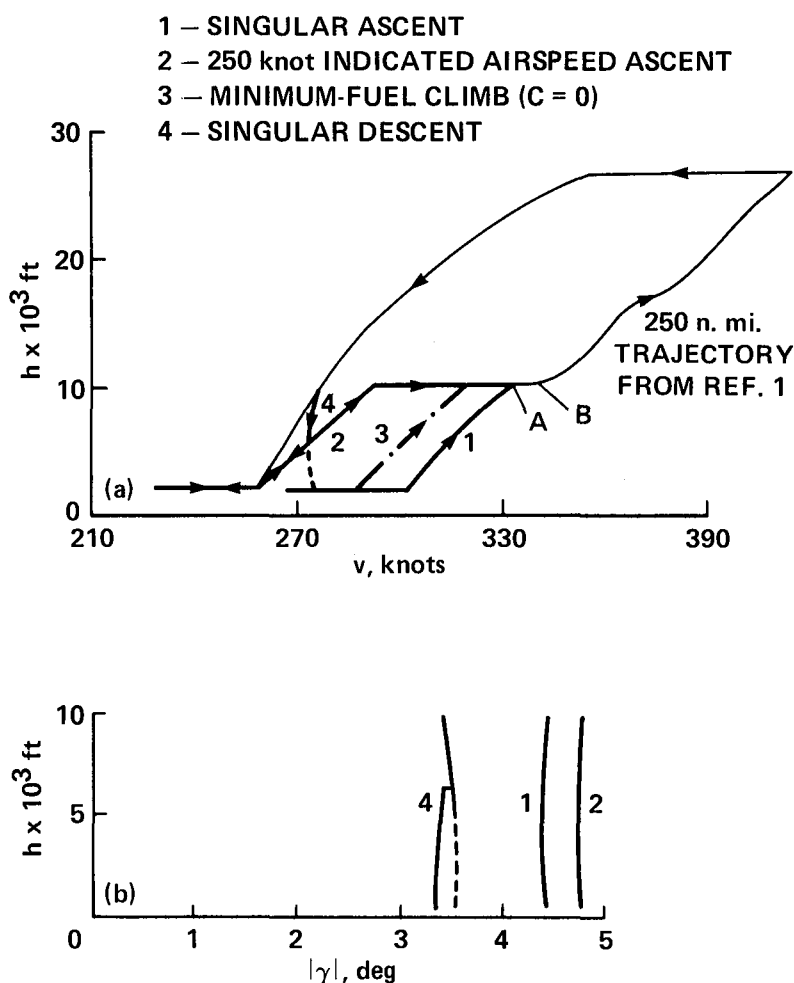 1 – SINGULAR ASCENT
2 – 250 knot INDICATED AIRSPEED ASCENT
3 – MINIMUM-FUEL CLIMB (C = 0)
4 – SINGULAR DESCENT
30
20
10
0
h x 10³ ft
250 n. mi.
TRAJECTORY
FROM REF. 1
4
2
3
1
A
B
(a)
210
270
330
390
v, knots
10
5
h x 10³ ft
4
1
2
(b)
0
1
2
3
4
5
|γ|, deg